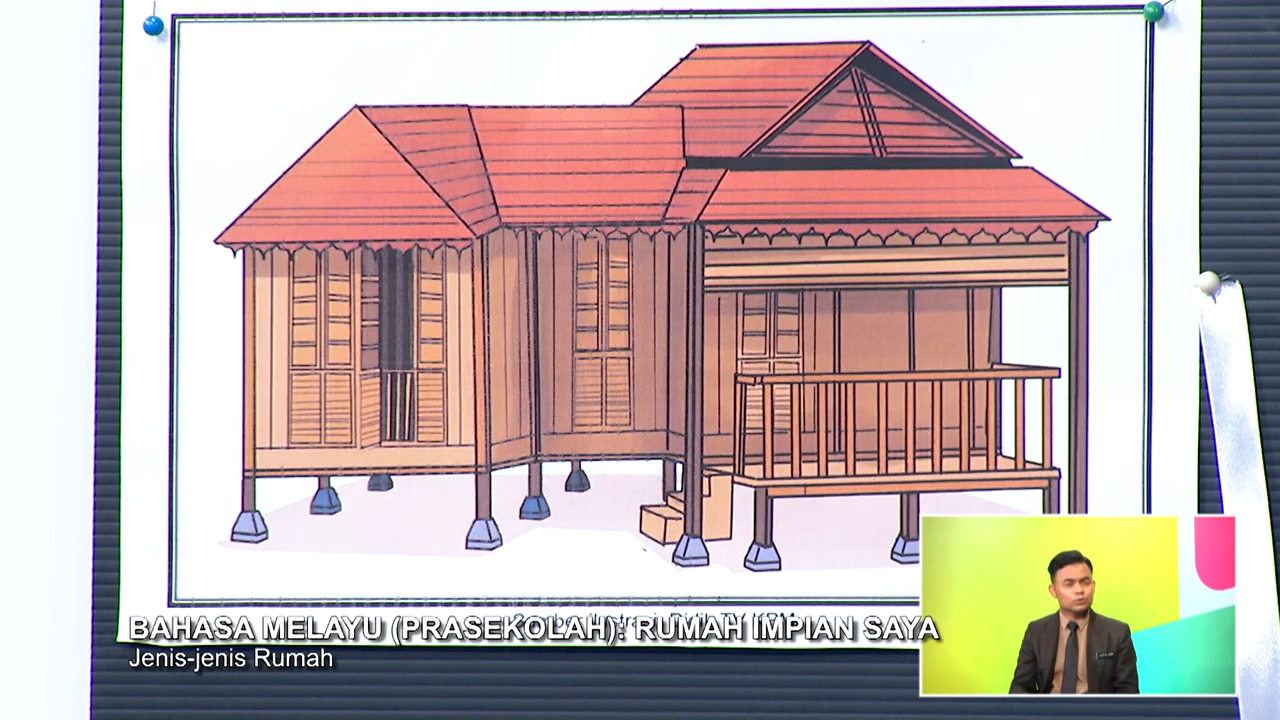 BAHASA MELAYU (PRASEKOLAH): RUMAH IMPIAN SAYA
Jenis-jenis Rumah